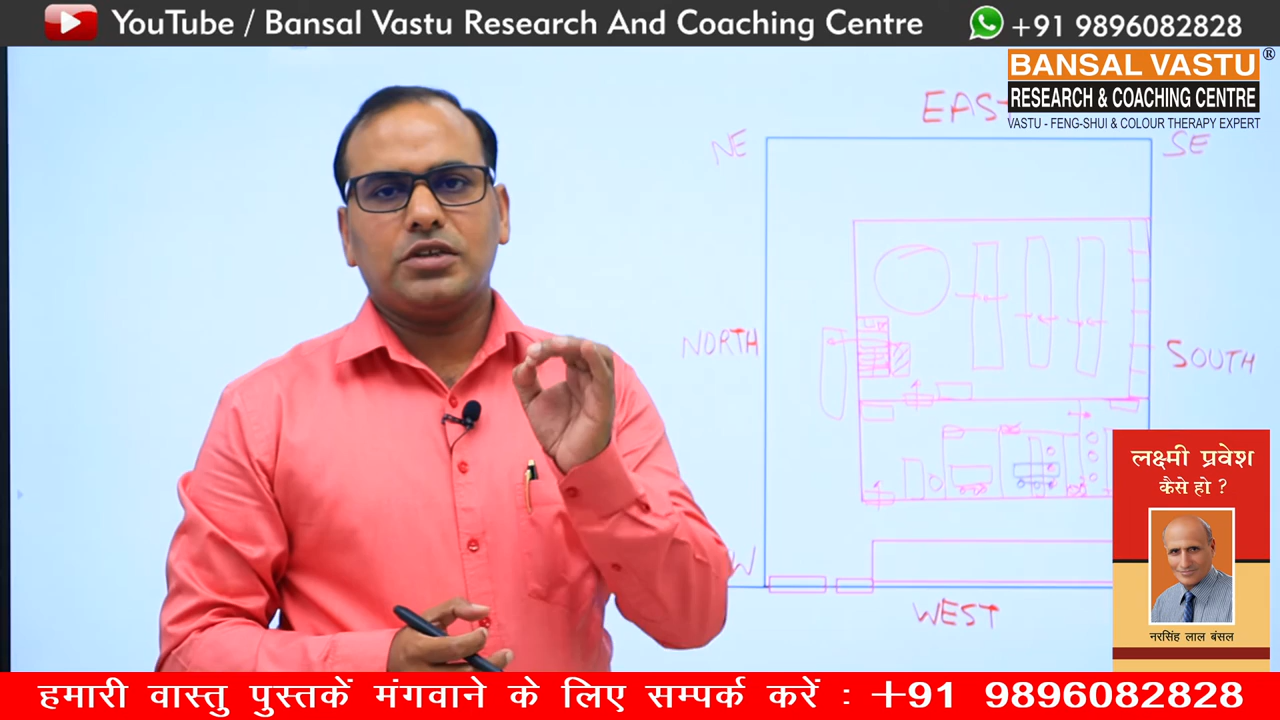 YouTube / Bansal Vastu Research And Coaching Centre
+91 9896082828
BANSAL VASTU®
RESEARCH & COACHING CENTRE
VASTU - FENG-SHUI & COLOUR THERAPY EXPERT
EAST
NE
SE
NORTH
SOUTH
W
WEST
लक्ष्मी प्रवेश
कैसे हो ?
नरसिंह लाल बंसल
हमारी वास्तु पुस्तकें मंगवाने के लिए सम्पर्क करें : +91 9896082828